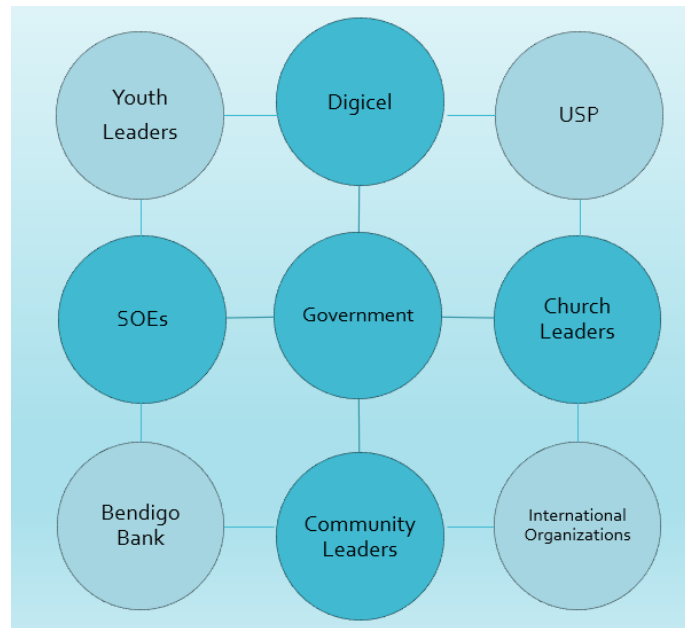 Youth
Leaders
Digicel
USP
SOEs
Government
Church
Leaders
Bendigo
Bank
Community
Leaders
International
Organizations